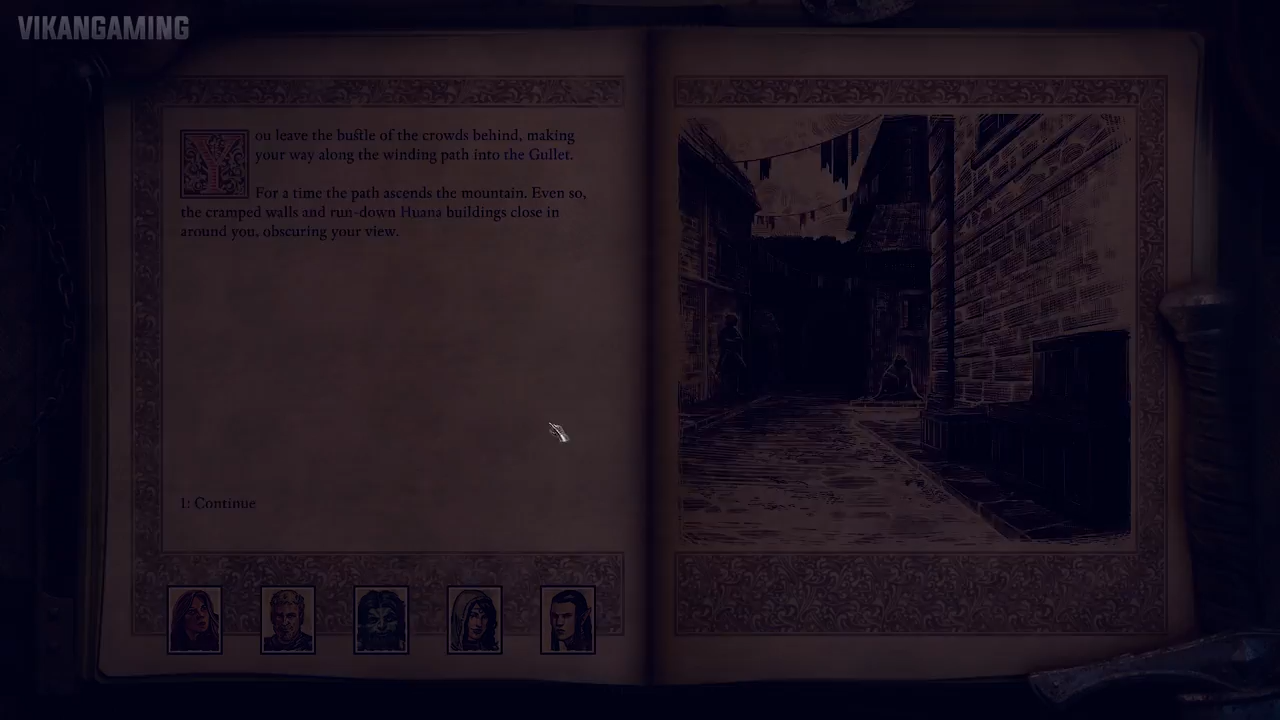 VIKANGAMING
You leave the bustle of the crowds behind, making
your way along the winding path into the Gullet.
For a time the path ascends the mountain. Even so,
the cramped walls and run-down Huana buildings close in
around you, obscuring your view.
1: Continue